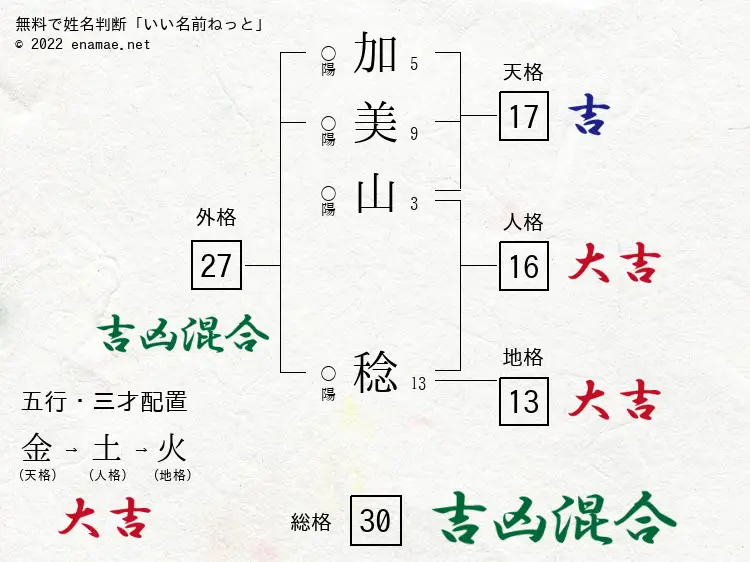 無料で姓名判断「いい名前ねっと」
© 2022 enamae.net
○陽 加 5
○陽 美 9
○陽 山 3
○陽 稔 13
天格
17 吉
人格
16 大吉
地格
13 大吉
外格
27
吉凶混合
五行・三才配置
金→土→火
(天格) (人格) (地格)
大吉
総格 30 吉凶混合